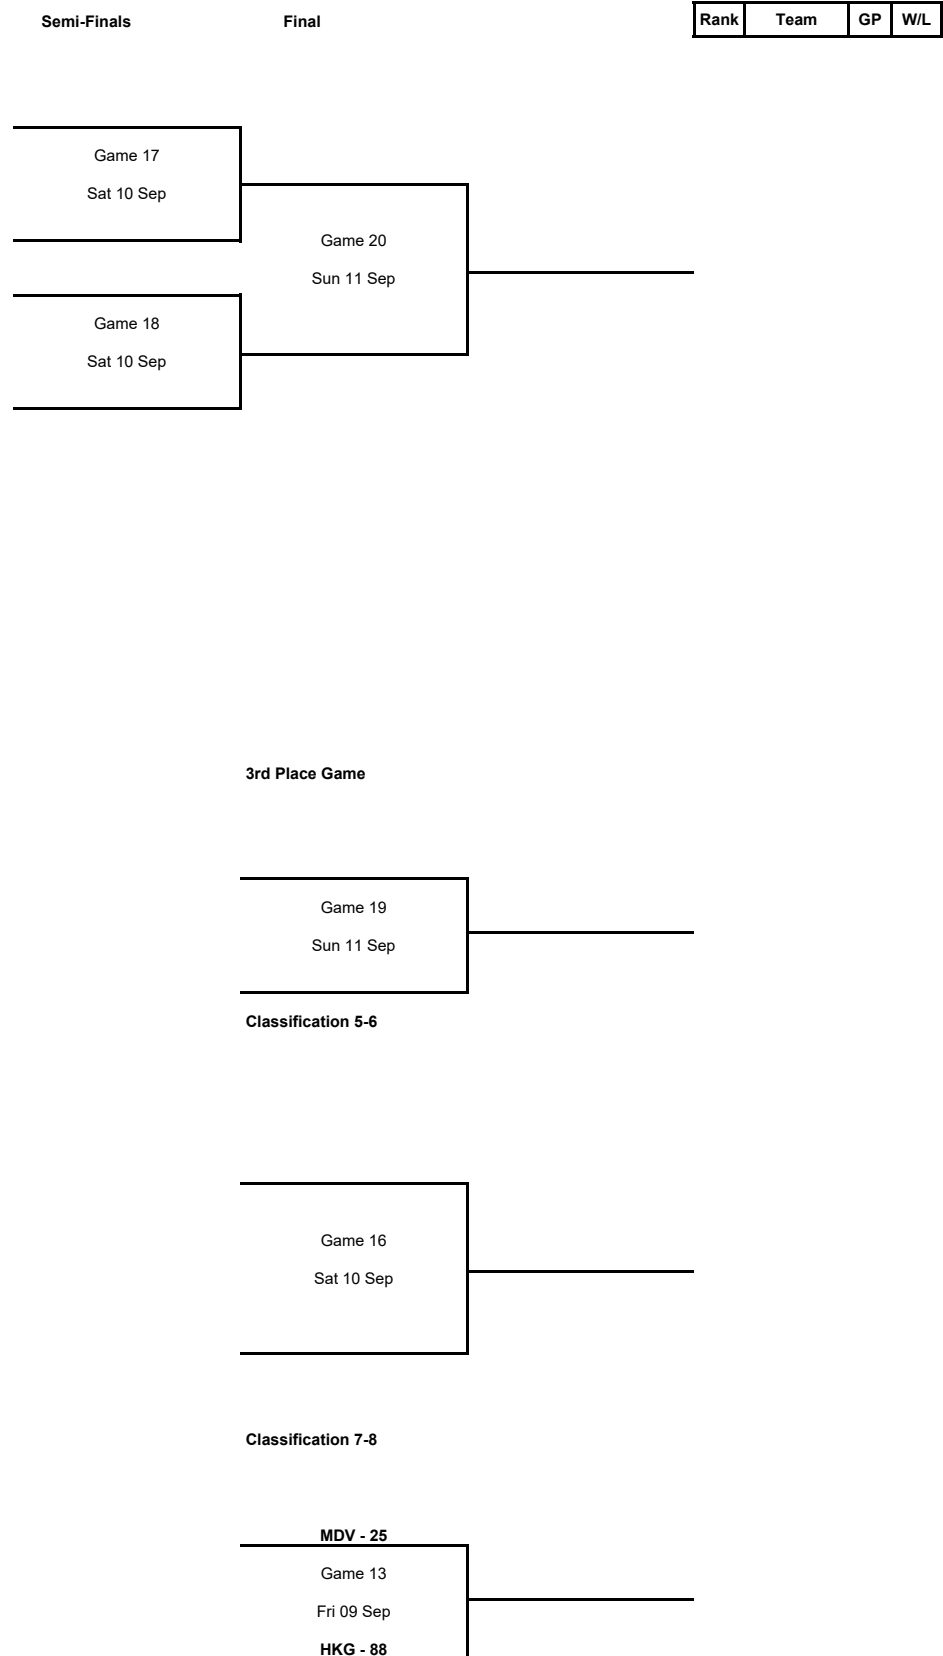 Semi-Finals Final Rank Team GP W/L
Game 17
Sat 10 Sep
Game 20
Sun 11 Sep
Game 18
Sat 10 Sep
3rd Place Game
Game 19
Sun 11 Sep
Classification 5-6
Game 16
Sat 10 Sep
Classification 7-8
MDV - 25
Game 13
Fri 09 Sep
HKG - 88